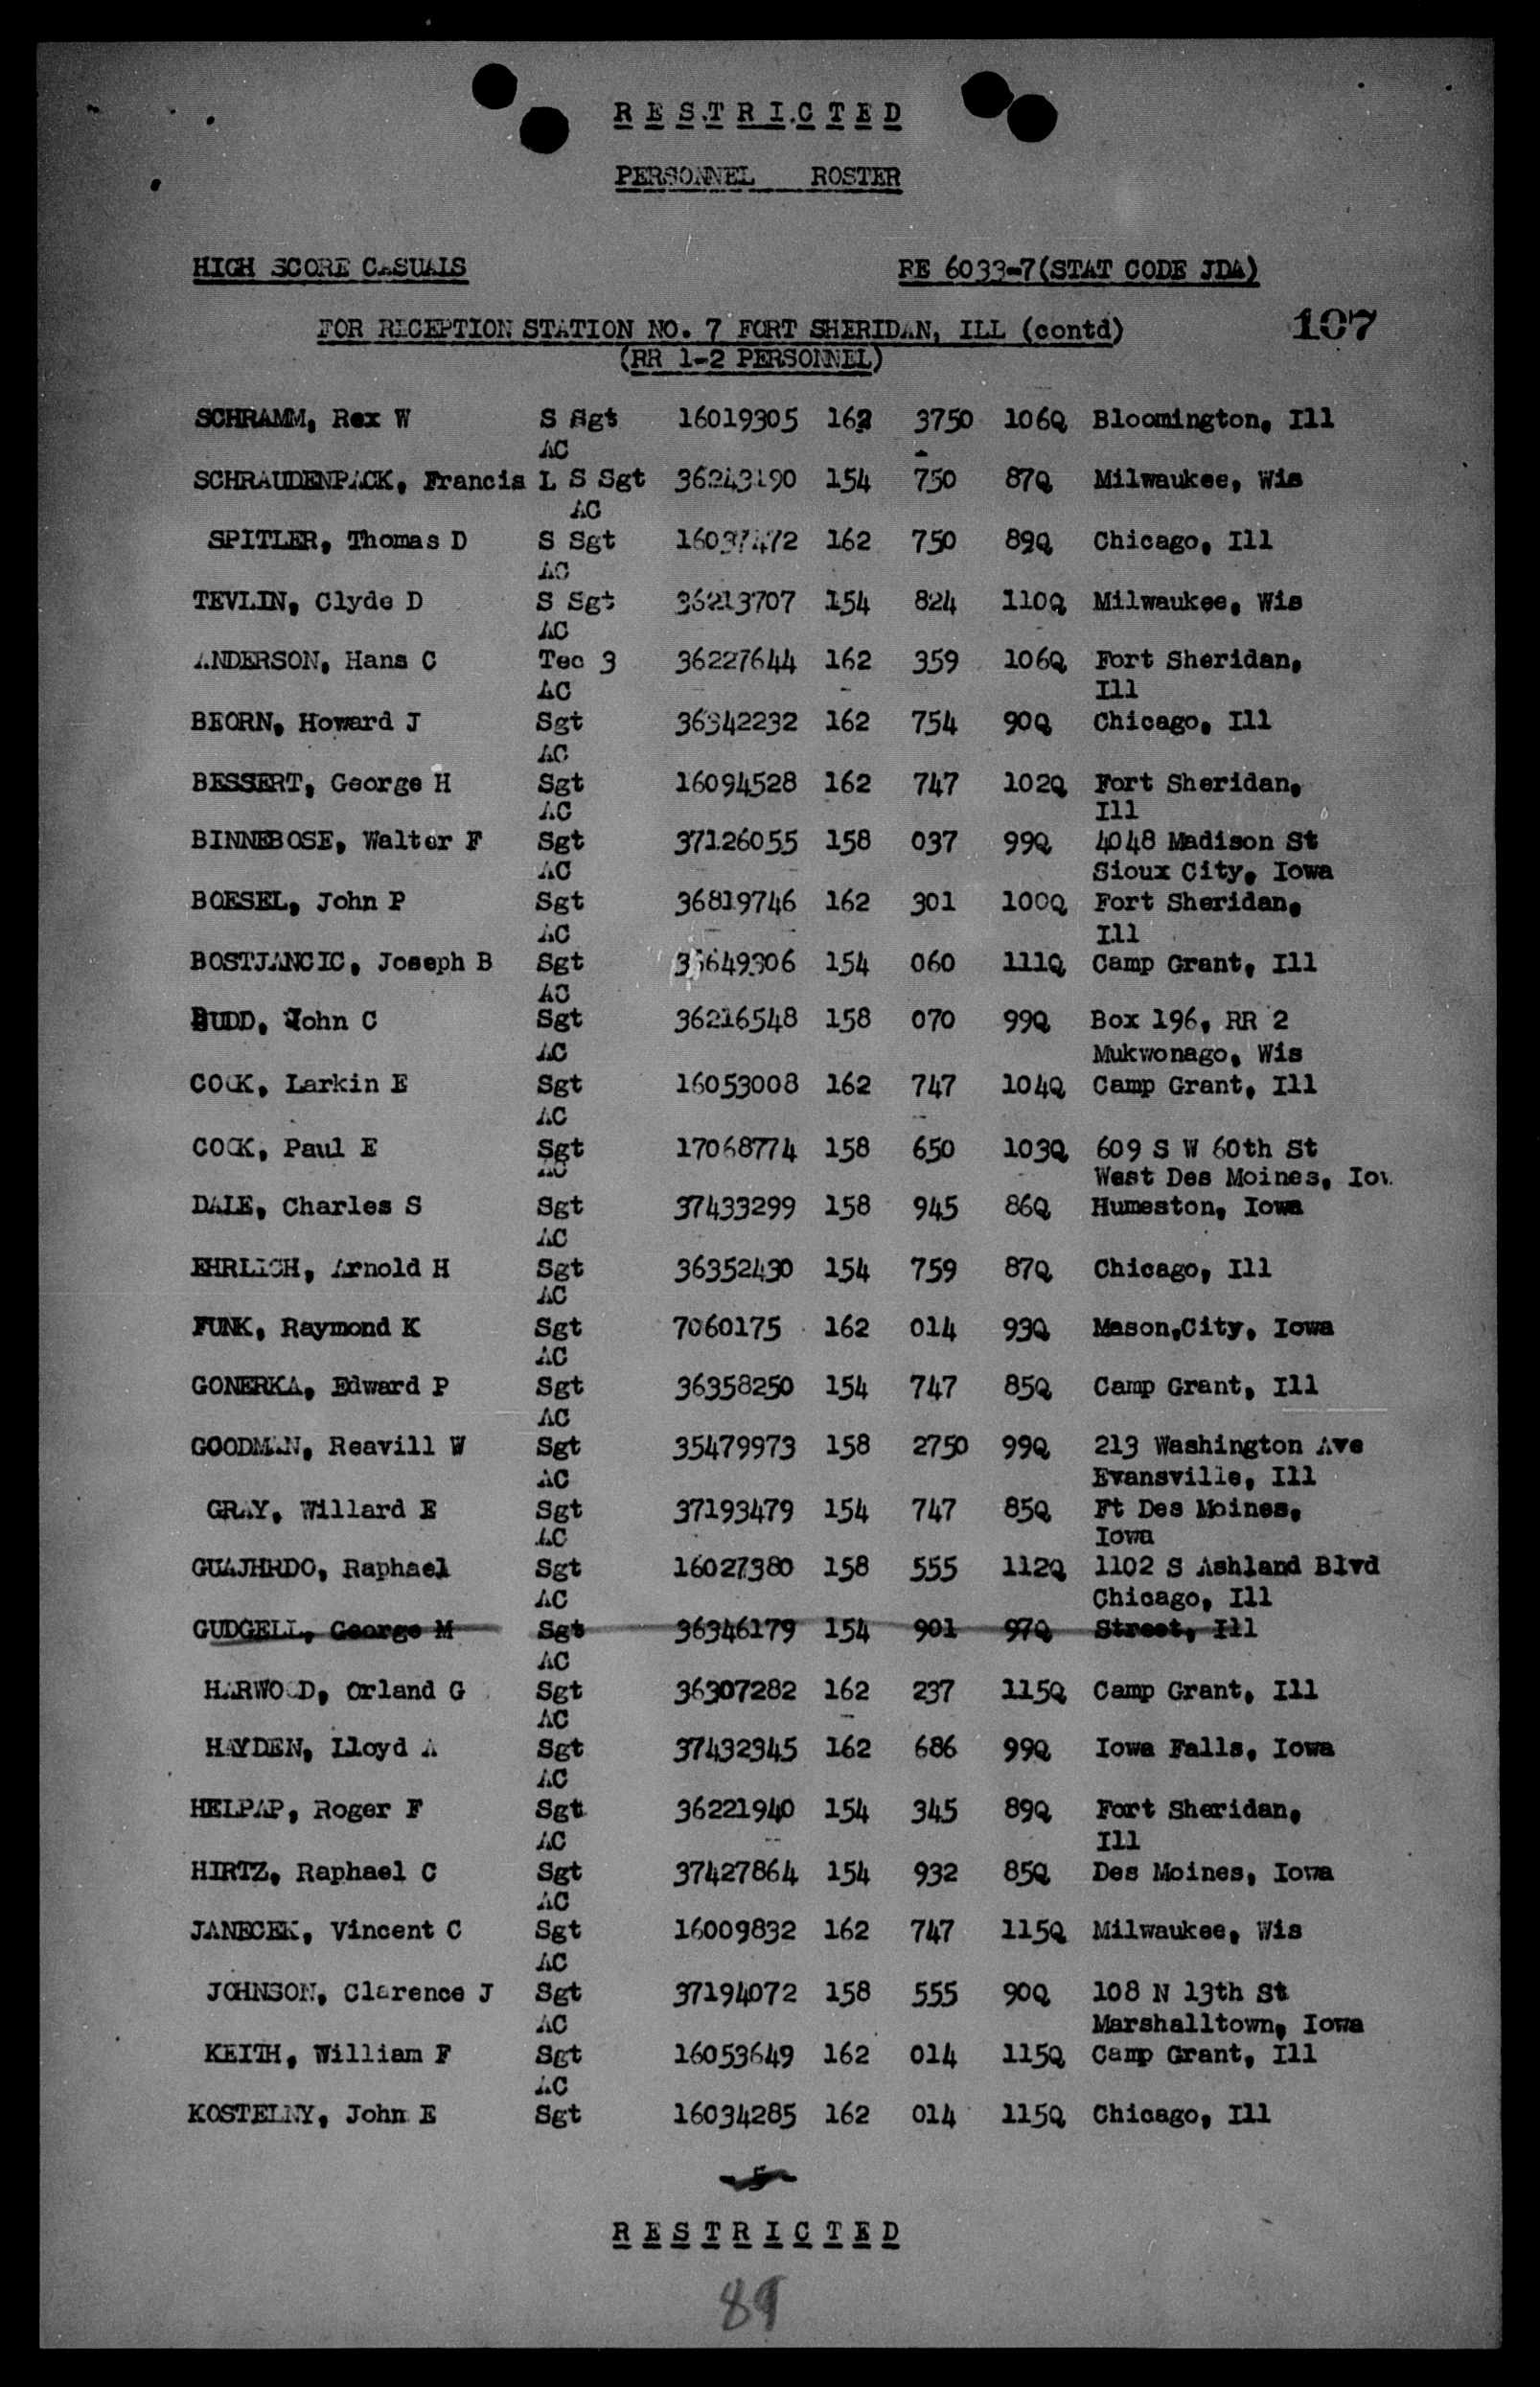 RESTRICTED
PERSONNEL ROSTER
HIGH SCORE CASUALS RE 6033-7(STAT CODE JDA)
FOR RECEPTION STATION NO. 7 FORT SHERIDAN, ILL (contd) 107
(RR 1-2 PERSONNEL)
SCHRAMM, Rex W S Sgt 16019305 162 3750 106Q Bloomington, Ill
AC
SCHRAUDENPACK, Francis L S Sgt 36243190 154 750 87Q Milwaukee, Wis
AC
SPITLER, Thomas D S Sgt 16037472 162 750 89Q Chicago, Ill
AC
TEVLIN, Clyde D S Sgt 36213707 154 824 110Q Milwaukee, Wis
AC
ANDERSON, Hans C Tec 3 36227644 162 359 106Q Fort Sheridan,
AC Ill
BEORN, Howard J Sgt 36342232 162 754 90Q Chicago, Ill
AC
BESSERT, George H Sgt 16094528 162 747 102Q Fort Sheridan,
AC Ill
BINNEBOSE, Walter F Sgt 37126055 158 037 99Q 4048 Madison St
AC Sioux City, Iowa
BOESEL, John P Sgt 36819746 162 301 100Q Fort Sheridan,
AC Ill
BOSTJANCIC, Joseph B Sgt 36649306 154 060 111Q Camp Grant, Ill
AC
BUDD, John C Sgt 36216548 158 070 99Q Box 196, RR 2
AC Mukwonago, Wis
COOK, Larkin E Sgt 16053008 162 747 104Q Camp Grant, Ill
AC
COOK, Paul E Sgt 17068774 158 650 103Q 609 S W 60th St
AC West Des Moines, Iow
DALE, Charles S Sgt 37433299 158 945 86Q Humeston, Iowa
AC
EHRLICH, Arnold H Sgt 36352430 154 759 87Q Chicago, Ill
AC
FUNK, Raymond K Sgt 7060175 162 014 93Q Mason,City, Iowa
AC
GONERKA, Edward P Sgt 36358250 154 747 85Q Camp Grant, Ill
AC
GOODMAN, Reavill W Sgt 35479973 158 2750 99Q 213 Washington Ave
AC Evansville, Ill
GRAY, Willard E Sgt 37193479 154 747 85Q Ft Des Moines,
AC Iowa
GUAJHRDO, Raphael Sgt 16027380 158 555 112Q 1102 S Ashland Blvd
AC Chicago, Ill
GUDGELL, George M Sgt 36346179 154 901 97Q Street, Ill
AC
HARWOOD, Orland G Sgt 36307282 162 237 115Q Camp Grant, Ill
AC
HAYDEN, Lloyd A Sgt 37432345 162 686 99Q Iowa Falls, Iowa
AC
HELPAP, Roger F Sgt 36221940 154 345 89Q Fort Sheridan,
AC Ill
HIRTZ, Raphael C Sgt 37427864 154 932 85Q Des Moines, Iowa
AC
JANECEK, Vincent C Sgt 16009832 162 747 115Q Milwaukee, Wis
AC
JOHNSON, Clarence J Sgt 37194072 158 555 90Q 108 N 13th St
AC Marshalltown, Iowa
KEITH, William F Sgt 16053649 162 014 115Q Camp Grant, Ill
AC
KOSTELNY, John E Sgt 16034285 162 014 115Q Chicago, Ill
-5-
RESTRICTED
89